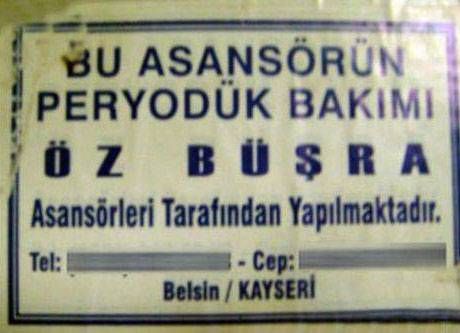 BU ASANSÖRÜN
PERYODÜK BAKIMI
ÖZ BÜŞRA
Asansörleri Tarafından Yapılmaktadır.
Tel: - Cep:
Belsin / KAYSERİ